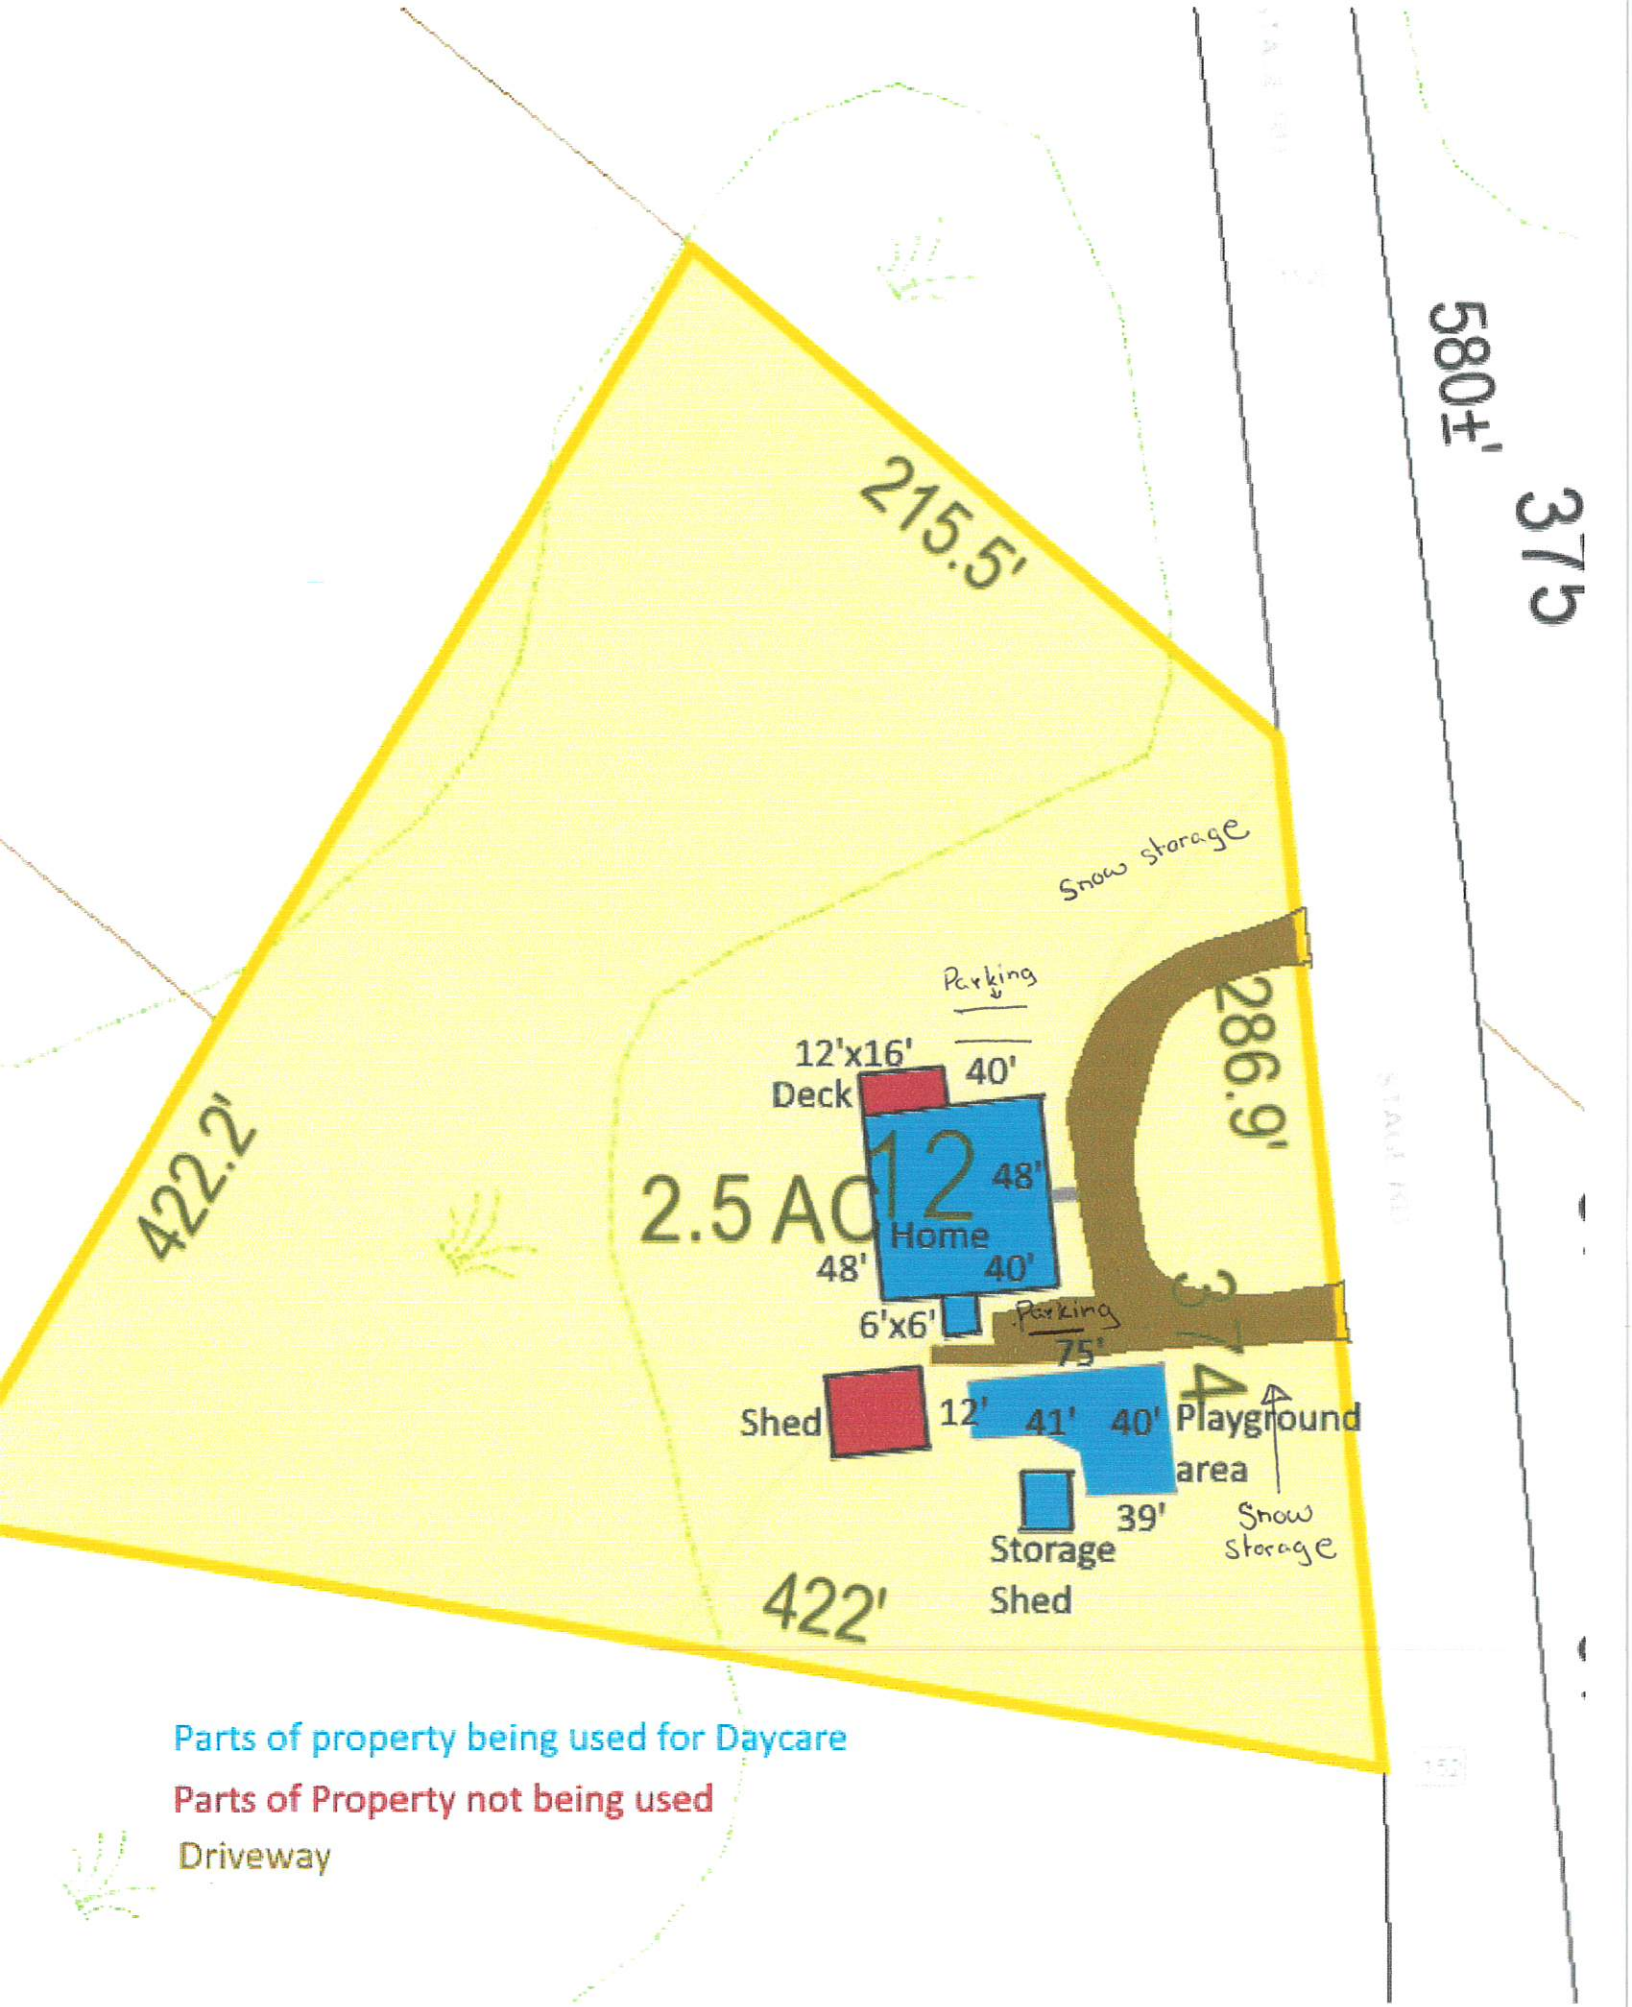 580±'
375
215.5'
Snow storage
Parking
286.9'
12'x16'
Deck
40'
422.2'
12
48'
2.5 AC
Home
48'
40'
374
6'x6'
Parking
75'
Shed
12'
41'
40'
Playground
area
39'
Snow
storage
Storage
Shed
422'
152
Parts of property being used for Daycare
Parts of Property not being used
Driveway